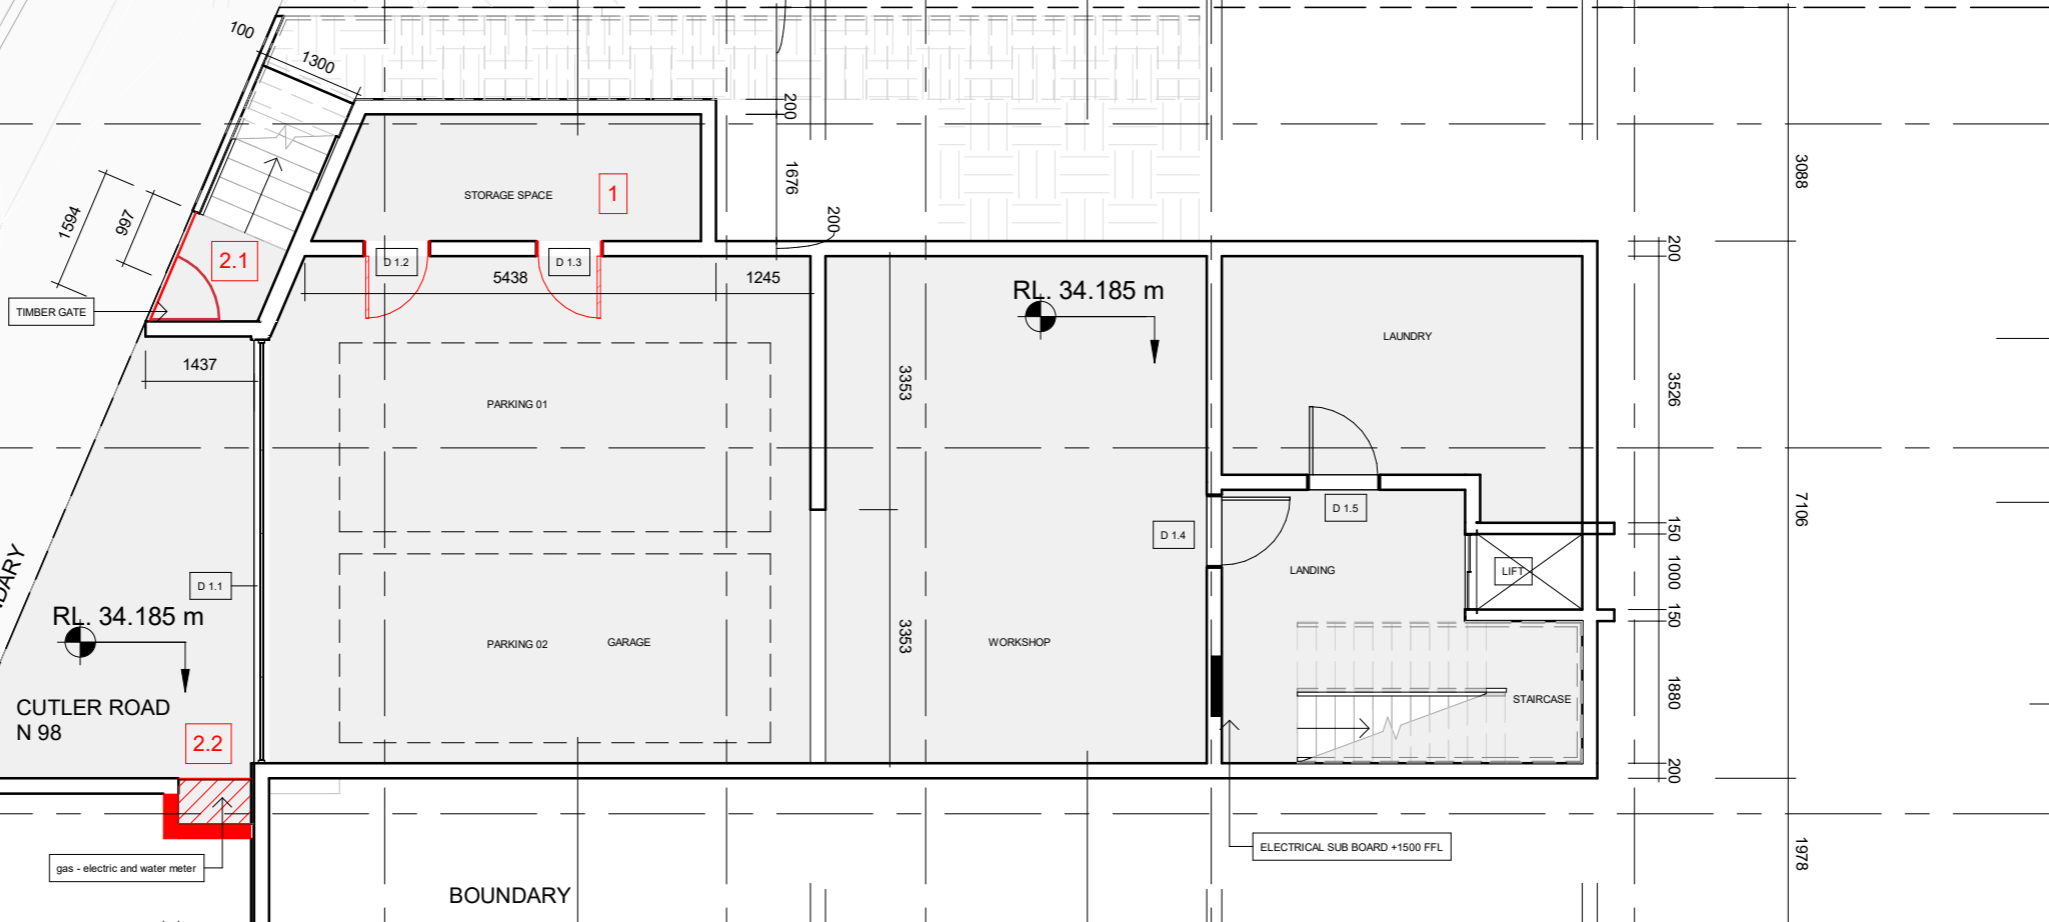 100
1300
200
3088
1676
STORAGE SPACE
1
1594
997
200
200
2.1
D 1.2
D 1.3
5438
1245
RL. 34.185 m
TIMBER GATE
LAUNDRY
1437
3353
3526
PARKING 01
D 1.5
7106
D 1.4
150
LANDING
LIFT
1000
D 1.1
150
RL. 34.185 m
3353
PARKING 02
GARAGE
WORKSHOP
1880
STAIRCASE
CUTLER ROAD
N 98
2.2
200
ELECTRICAL SUB BOARD +1500 FFL
1978
gas - electric and water meter
BOUNDARY